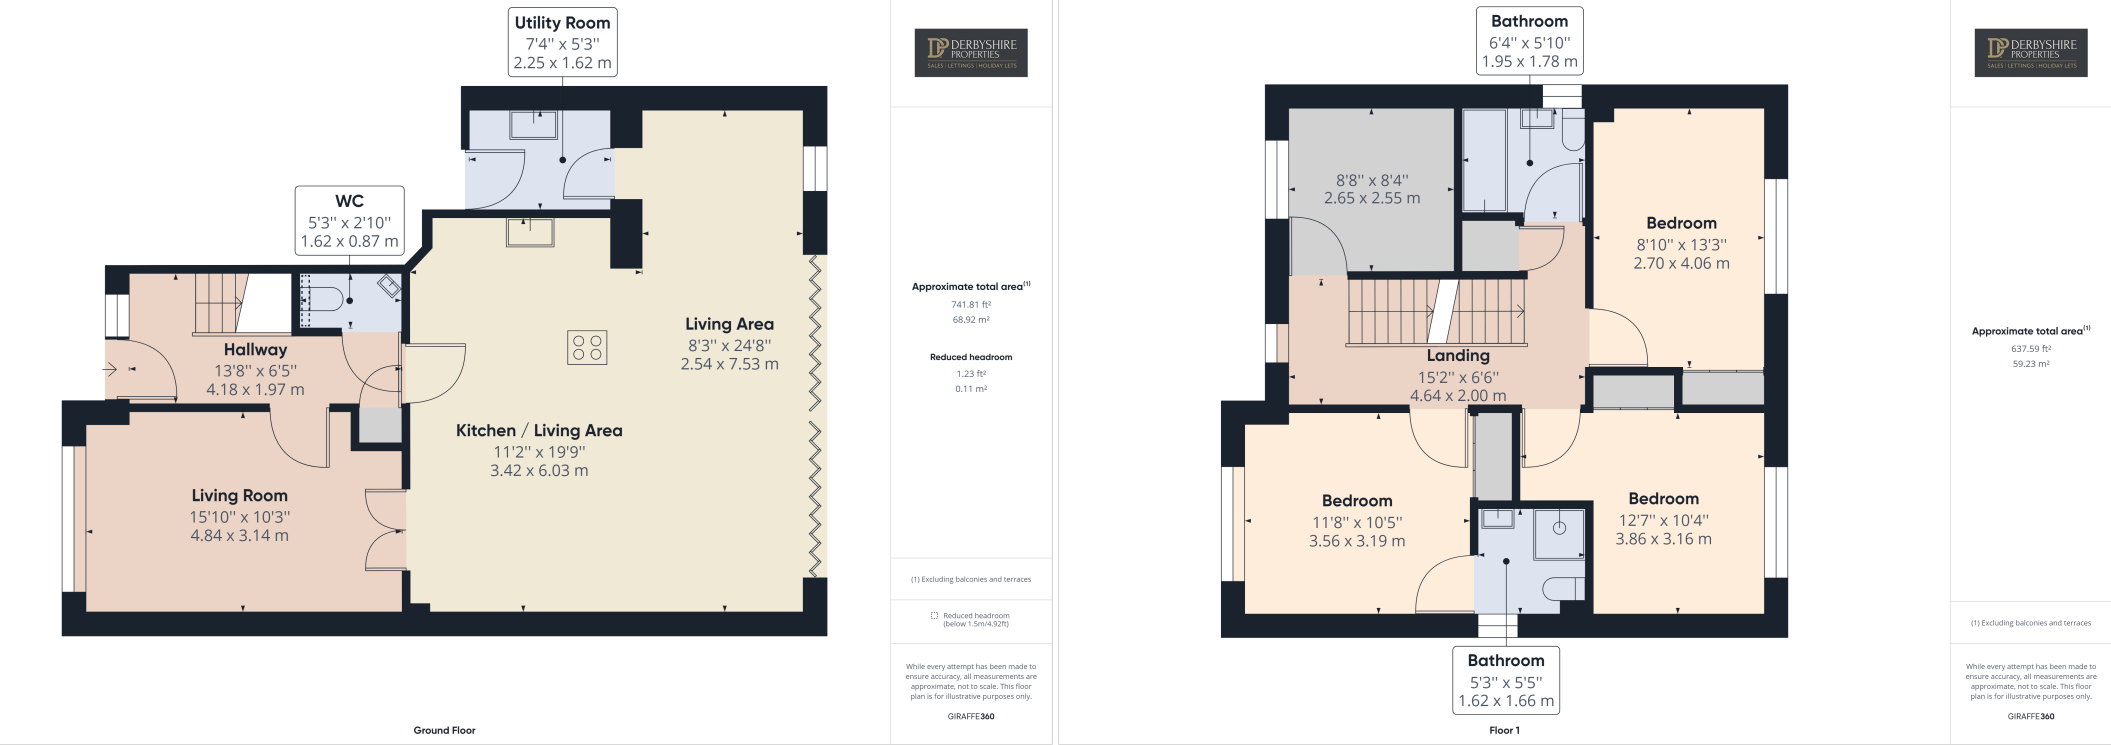 Utility Room
7'4'' x 5'3''
2.25 x 1.62 m
WC
5'3'' x 2'10''
1.62 x 0.87 m
Hallway
13'8'' x 6'5''
4.18 x 1.97 m
Living Area
8'3'' x 24'8''
2.54 x 7.53 m
Kitchen / Living Area
11'2'' x 19'9''
3.42 x 6.03 m
Living Room
15'10'' x 10'3''
4.84 x 3.14 m
Ground Floor
DP DERBYSHIRE
PROPERTIES
SALES | LETTINGS | HOLIDAY LETS
Approximate total area(1)
741.81 ft²
68.92 m²
Reduced headroom
1.23 ft²
0.11 m²
(1) Excluding balconies and terraces
Reduced headroom
(below 1.5m/4.92ft)
While every attempt has been made to
ensure accuracy, all measurements are
approximate, not to scale. This floor
plan is for illustrative purposes only.
GIRAFFE360
Bathroom
6'4'' x 5'10''
1.95 x 1.78 m
8'8'' x 8'4''
2.65 x 2.55 m
Bedroom
8'10'' x 13'3''
2.70 x 4.06 m
Landing
15'2'' x 6'6''
4.64 x 2.00 m
Bedroom
11'8'' x 10'5''
3.56 x 3.19 m
Bedroom
12'7'' x 10'4''
3.86 x 3.16 m
Bathroom
5'3'' x 5'5''
1.62 x 1.66 m
Floor 1
DP DERBYSHIRE
PROPERTIES
SALES | LETTINGS | HOLIDAY LETS
Approximate total area(1)
637.59 ft²
59.23 m²
(1) Excluding balconies and terraces
While every attempt has been made to
ensure accuracy, all measurements are
approximate, not to scale. This floor
plan is for illustrative purposes only.
GIRAFFE360